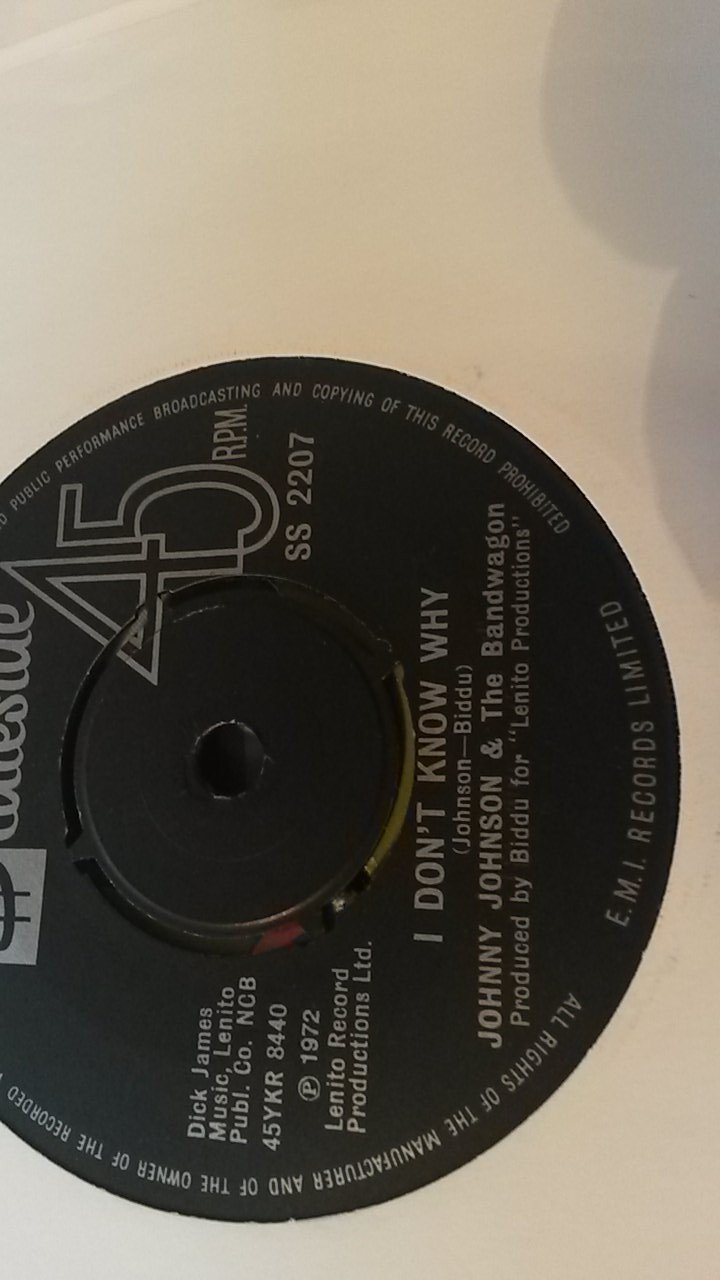 45
R.P.M.
SS 2207
Dick James
Music, Lenito
Publ. Co. NCB
45YKR 8440
℗ 1972
Lenito Record
Productions Ltd.
I DON'T KNOW WHY
(Johnson—Biddu)
JOHNNY JOHNSON & The Bandwagon
Produced by Biddu for "Lenito Productions"
E.M.I. RECORDS LIMITED
ALL RIGHTS OF THE MANUFACTURER AND OF THE OWNER OF THE RECORDED
PUBLIC PERFORMANCE BROADCASTING AND COPYING OF THIS RECORD PROHIBITED